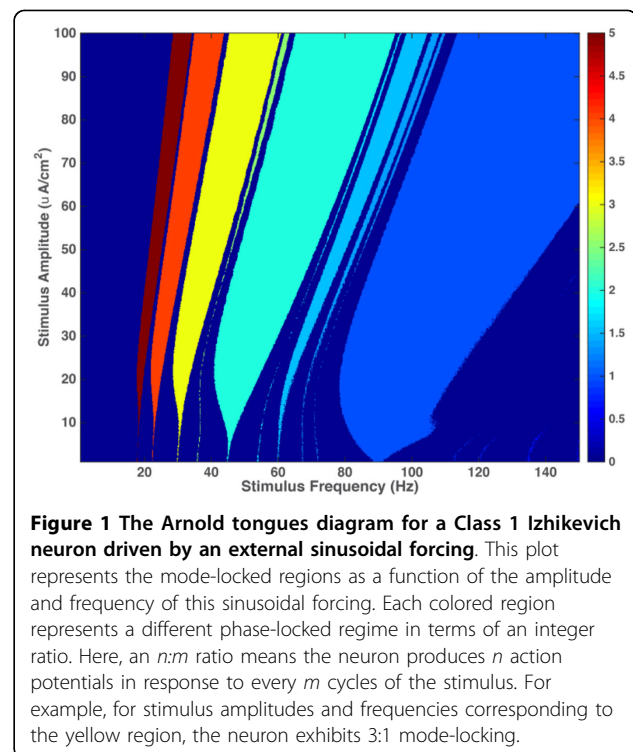 100
90
80
70
60
50
40
30
20
10
Stimulus Amplitude (u A/cm²)
20 40 60 80 100 120 140
Stimulus Frequency (Hz)
5
4.5
4
3.5
3
2.5
2
1.5
1
0.5
0
Figure 1 The Arnold tongues diagram for a Class 1 Izhikevich
neuron driven by an external sinusoidal forcing. This plot
represents the mode-locked regions as a function of the amplitude
and frequency of this sinusoidal forcing. Each colored region
represents a different phase-locked regime in terms of an integer
ratio. Here, an n:m ratio means the neuron produces n action
potentials in response to every m cycles of the stimulus. For
example, for stimulus amplitudes and frequencies corresponding to
the yellow region, the neuron exhibits 3:1 mode-locking.